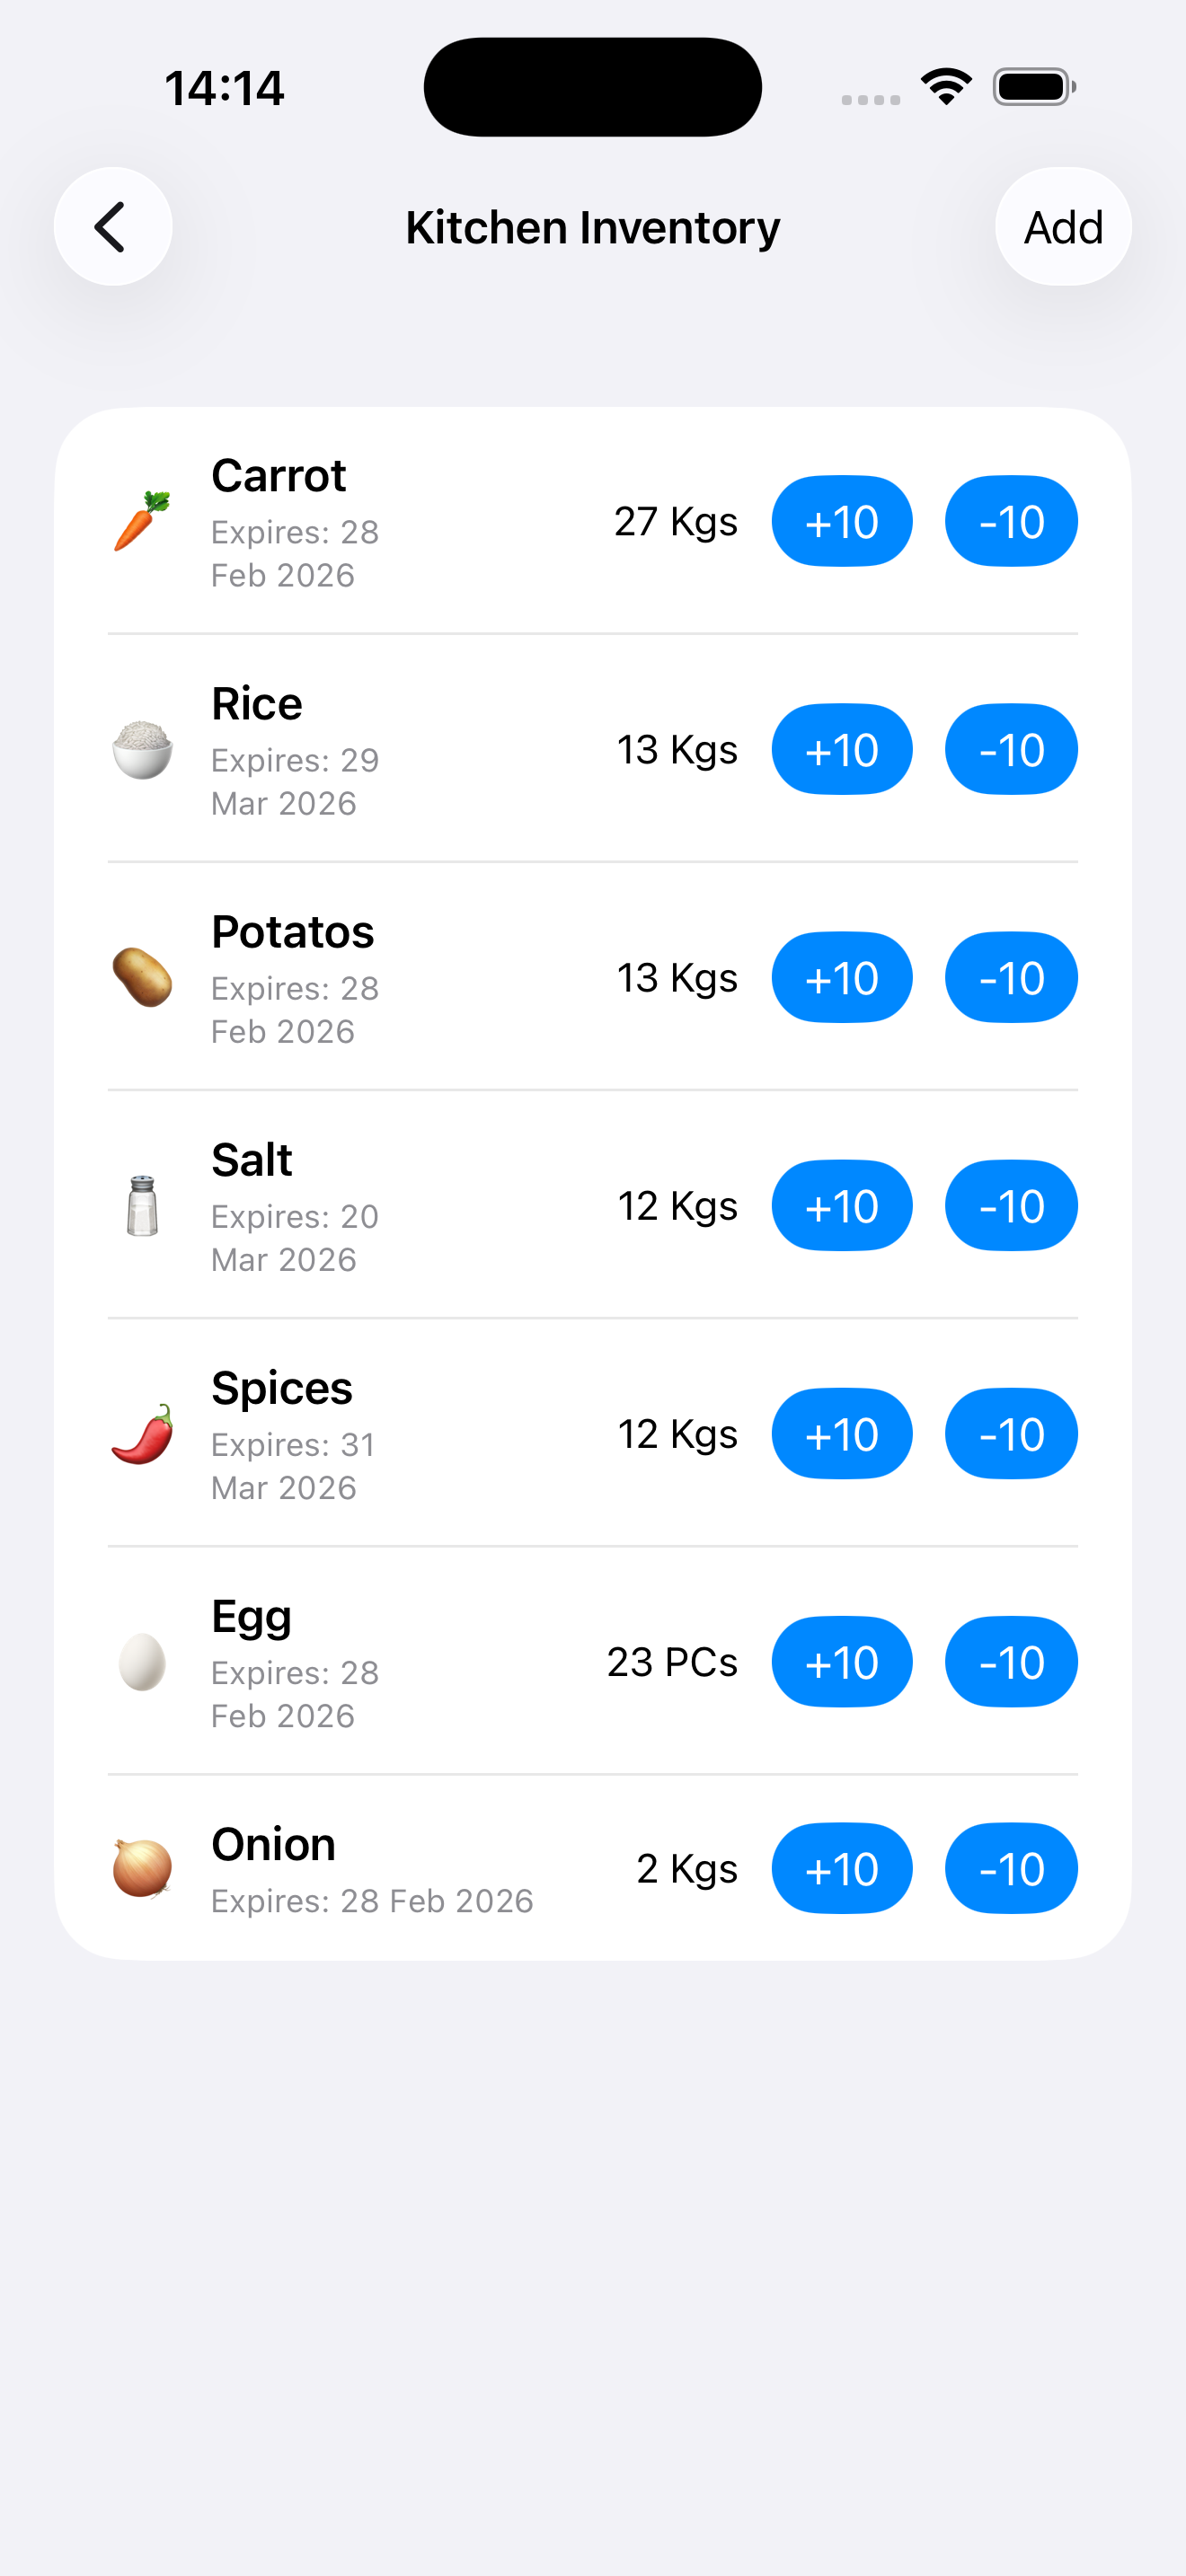 14:14
Kitchen Inventory
Add
Carrot
Expires: 28
Feb 2026
27 Kgs
+10
-10
Rice
Expires: 29
Mar 2026
13 Kgs
+10
-10
Potatos
Expires: 28
Feb 2026
13 Kgs
+10
-10
Salt
Expires: 20
Mar 2026
12 Kgs
+10
-10
Spices
Expires: 31
Mar 2026
12 Kgs
+10
-10
Egg
Expires: 28
Feb 2026
23 PCs
+10
-10
Onion
Expires: 28 Feb 2026
2 Kgs
+10
-10